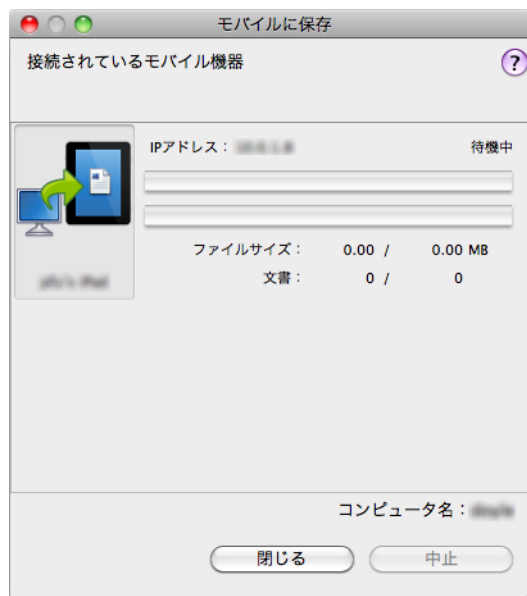 モバイルに保存
接続されているモバイル機器
?
IPアドレス： 待機中
ファイルサイズ： 0.00 / 0.00 MB
文書： 0 / 0
コンピュータ名：
閉じる 中止